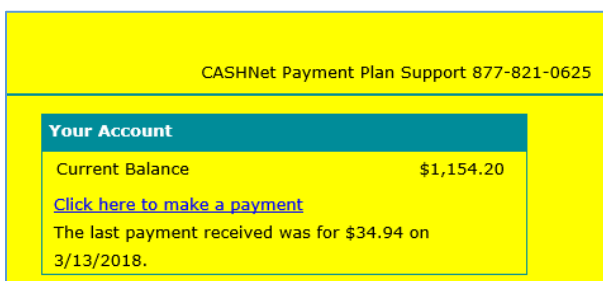 CASHNet Payment Plan Support 877-821-0625
Your Account
Current Balance $1,154.20
Click here to make a payment
The last payment received was for $34.94 on
3/13/2018.